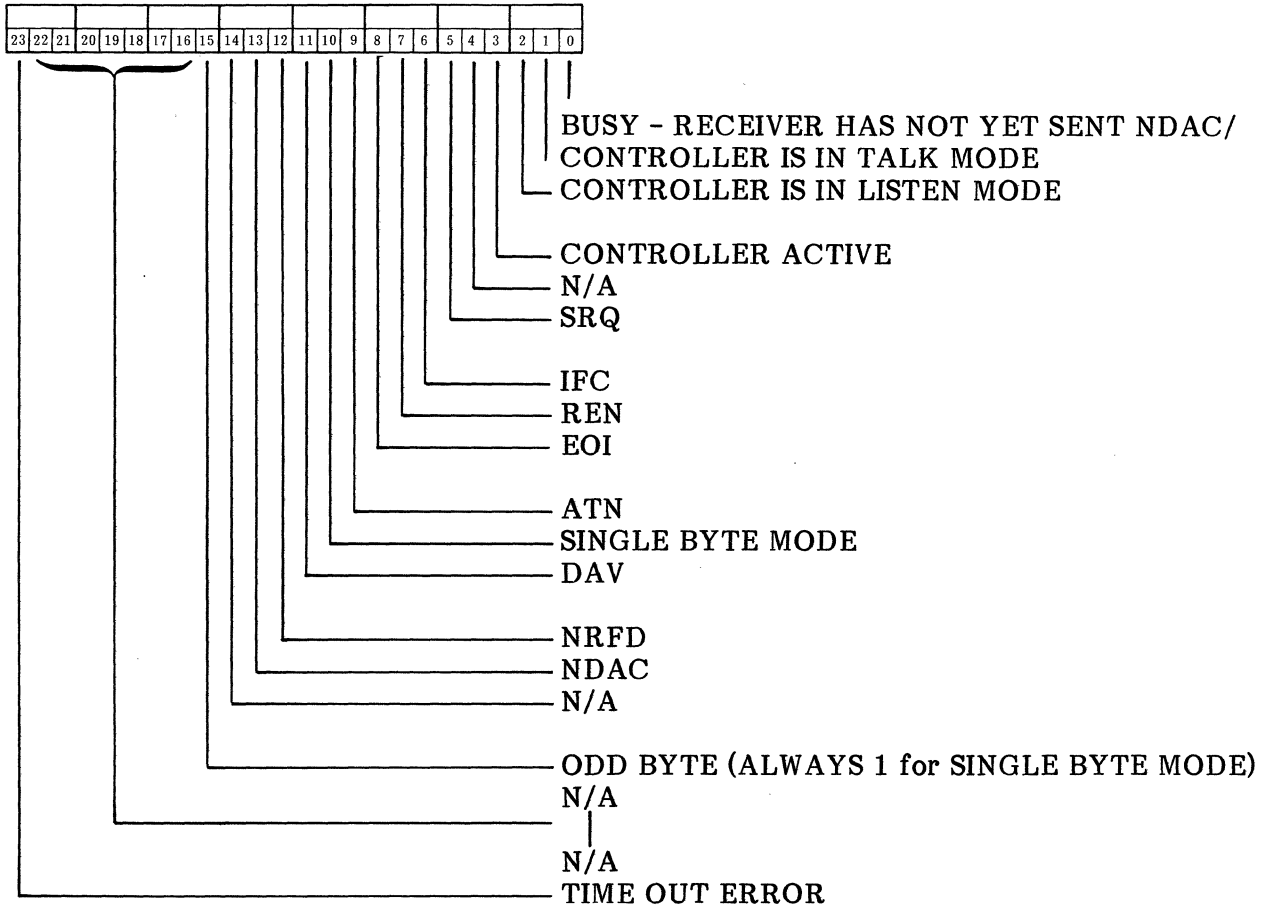 23 22 21 20 19 18 17 16 15 14 13 12 11 10 9 8 7 6 5 4 3 2 1 0
BUSY - RECEIVER HAS NOT YET SENT NDAC/
CONTROLLER IS IN TALK MODE
CONTROLLER IS IN LISTEN MODE
CONTROLLER ACTIVE
N/A
SRQ
IFC
REN
EOI
ATN
SINGLE BYTE MODE
DAV
NRFD
NDAC
N/A
ODD BYTE (ALWAYS 1 for SINGLE BYTE MODE)
N/A
N/A
TIME OUT ERROR